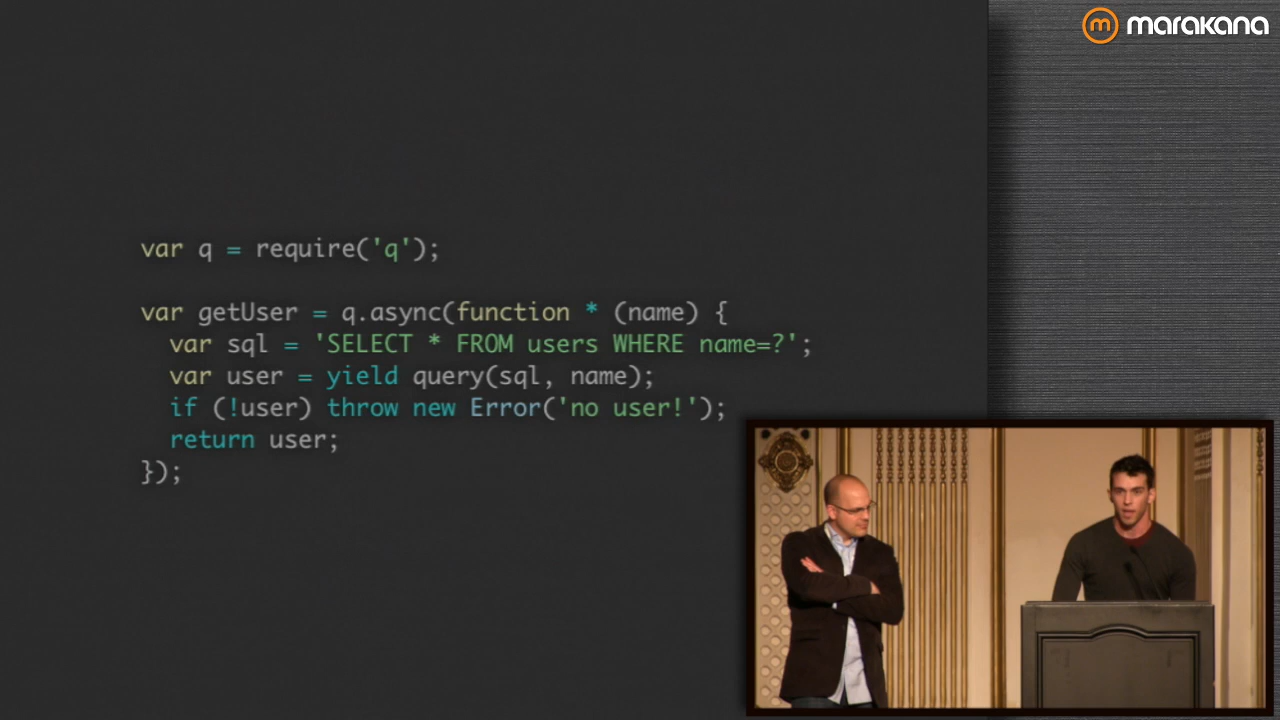 marakana
var q = require('q');
var getUser = q.async(function * (name) {
  var sql = 'SELECT * FROM users WHERE name=?';
  var user = yield query(sql, name);
  if (!user) throw new Error('no user!');
  return user;
});